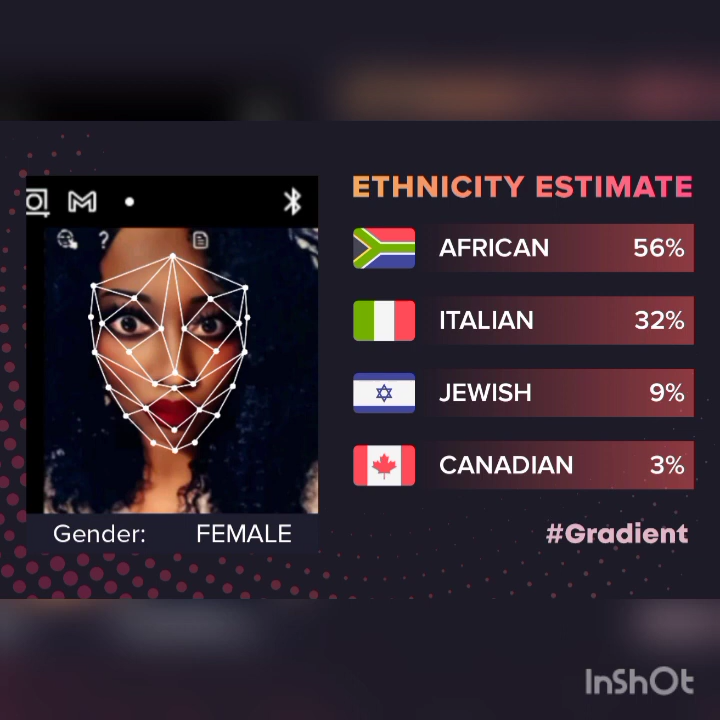 ETHNICITY ESTIMATE
AFRICAN 56%
ITALIAN 32%
JEWISH 9%
CANADIAN 3%
Gender: FEMALE
#Gradient
InShOt